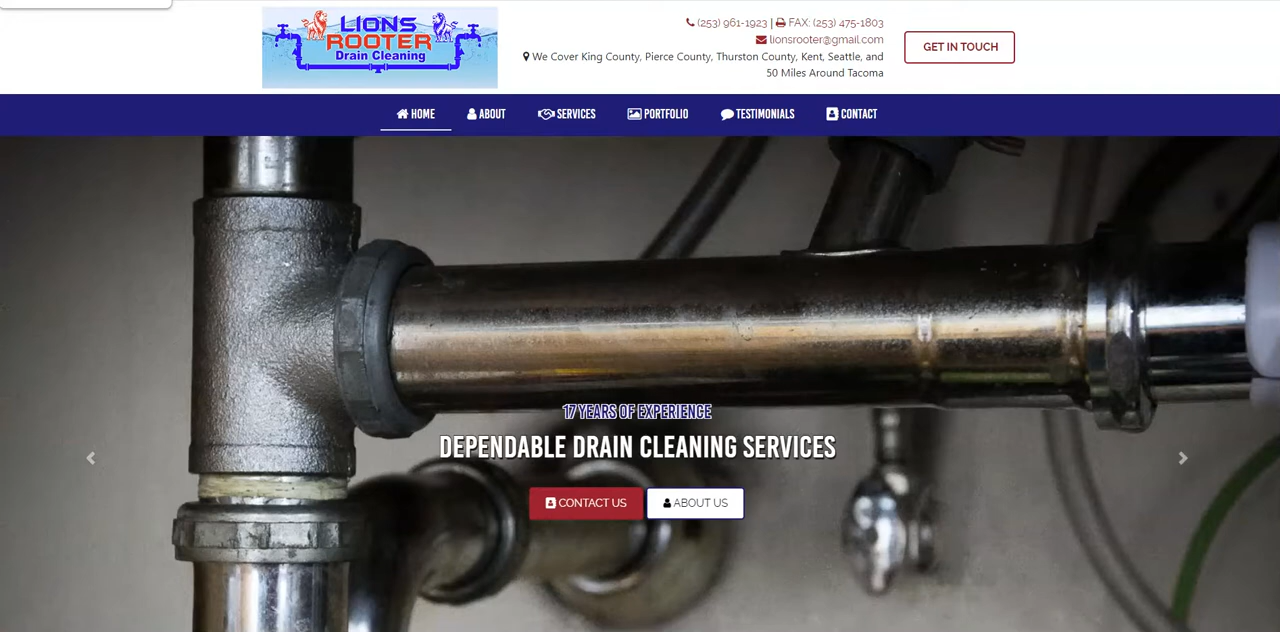 LIONS
ROOTER
Drain Cleaning
(253) 961-1923 | FAX: (253) 475-1803
lionsrooter@gmail.com
We Cover King County, Pierce County, Thurston County, Kent, Seattle, and
50 Miles Around Tacoma
GET IN TOUCH
HOME ABOUT SERVICES PORTFOLIO TESTIMONIALS CONTACT
17 YEARS OF EXPERIENCE
DEPENDABLE DRAIN CLEANING SERVICES
CONTACT US ABOUT US